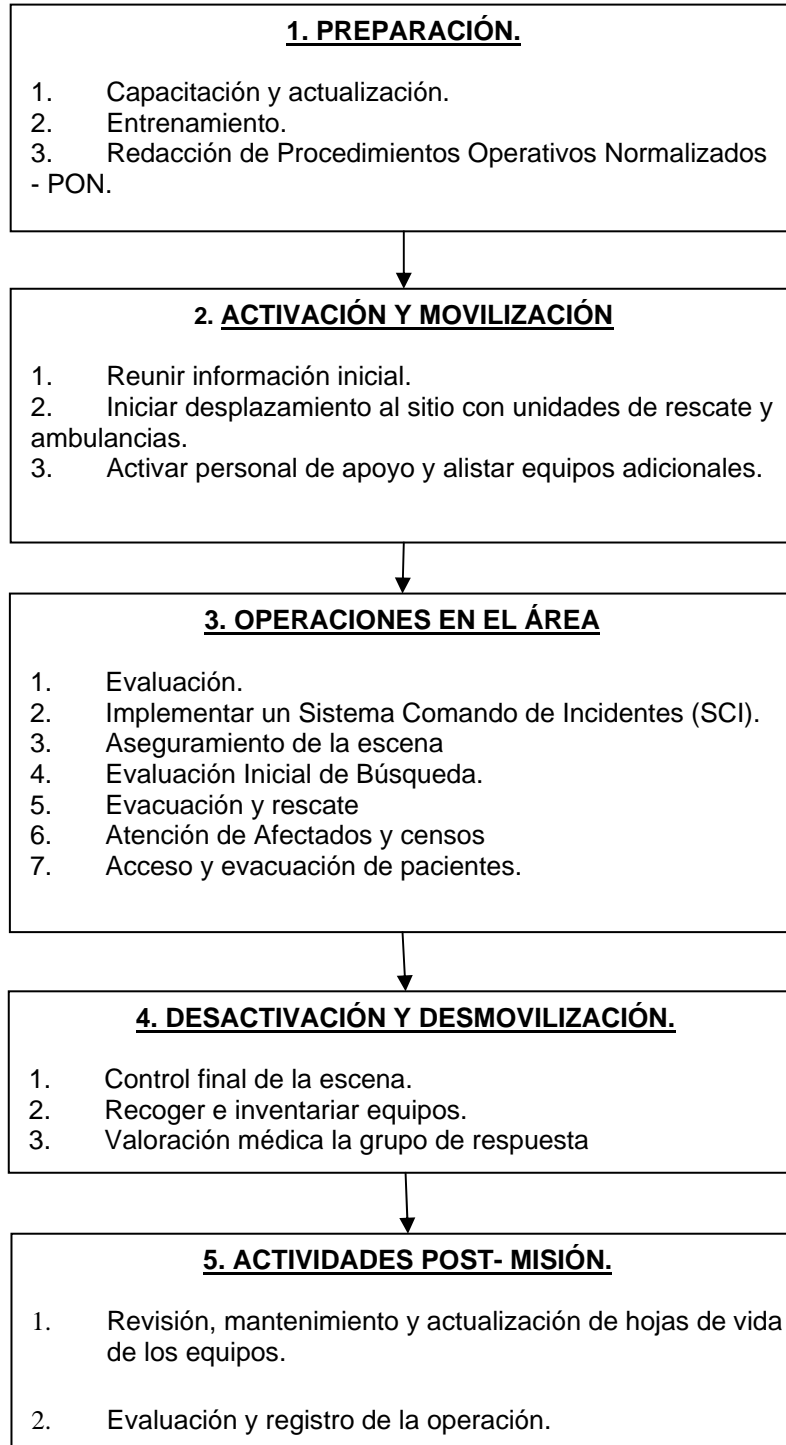 1. PREPARACIÓN.
1. Capacitación y actualización.
2. Entrenamiento.
3. Redacción de Procedimientos Operativos Normalizados
- PON.
2. ACTIVACIÓN Y MOVILIZACIÓN
1. Reunir información inicial.
2. Iniciar desplazamiento al sitio con unidades de rescate y
ambulancias.
3. Activar personal de apoyo y alistar equipos adicionales.
3. OPERACIONES EN EL ÁREA
1. Evaluación.
2. Implementar un Sistema Comando de Incidentes (SCI).
3. Aseguramiento de la escena
4. Evaluación Inicial de Búsqueda.
5. Evacuación y rescate
6. Atención de Afectados y censos
7. Acceso y evacuación de pacientes.
4. DESACTIVACIÓN Y DESMOVILIZACIÓN.
1. Control final de la escena.
2. Recoger e inventariar equipos.
3. Valoración médica la grupo de respuesta
5. ACTIVIDADES POST- MISIÓN.
1. Revisión, mantenimiento y actualización de hojas de vida
de los equipos.
2. Evaluación y registro de la operación.